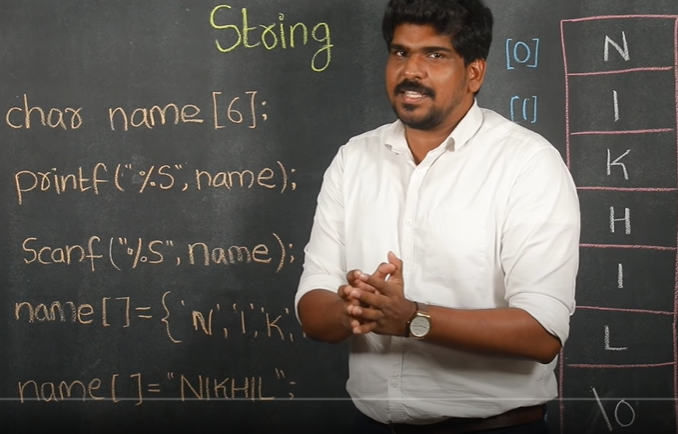 String
char name[6];
printf("%S", name);
Scanf("%S", name);
name[]={'N','I','K',
name[]="NIKHIL";
[0] N
[1] I
K
H
I
L
\0